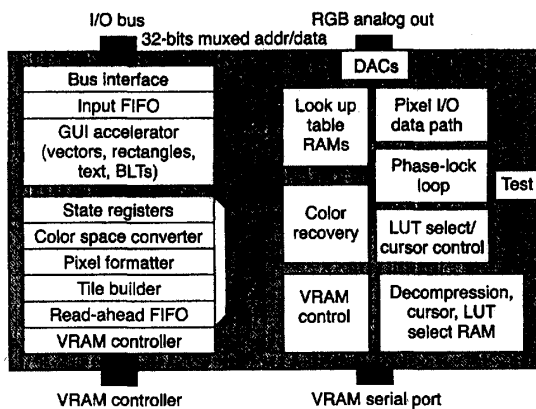 I/O bus
RGB analog out
32-bits muxed addr/data
DACs
Bus interface
Input FIFO
GUI accelerator
(vectors, rectangles,
text, BLTs)
State registers
Color space converter
Pixel formatter
Tile builder
Read-ahead FIFO
VRAM controller
Look up
table
RAMs
Pixel I/O
data path
Phase-lock
loop
Test
Color
recovery
LUT select/
cursor control
VRAM
control
Decompression,
cursor, LUT
select RAM
VRAM controller
VRAM serial port